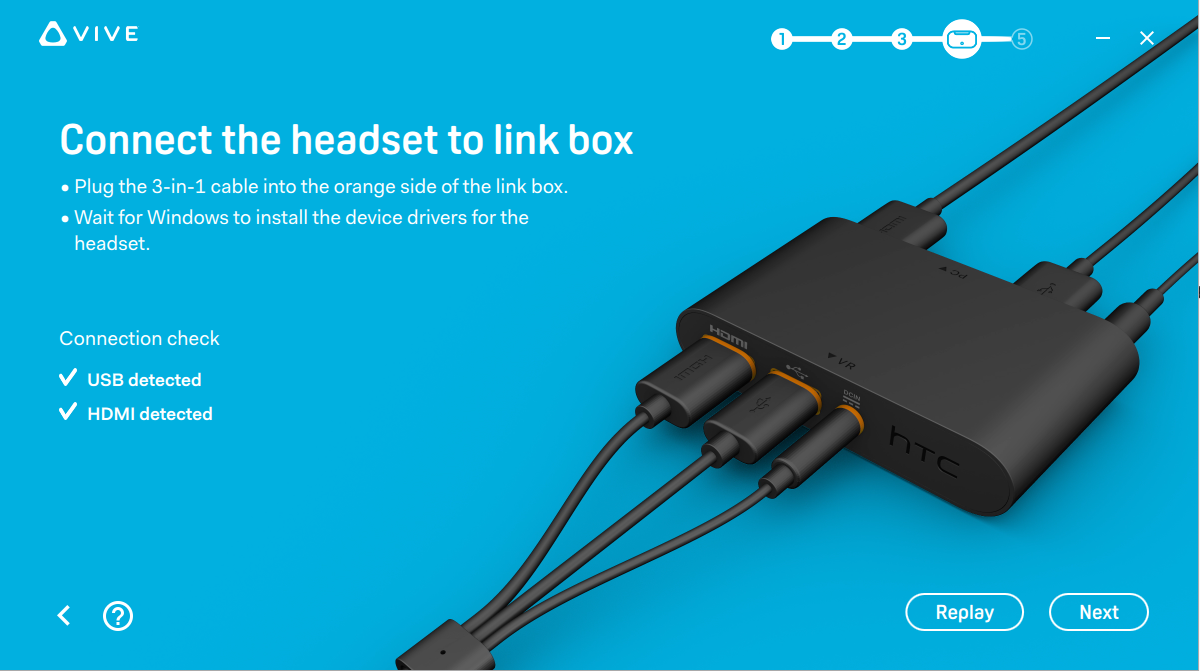 VIVE
1 2 3 5
Connect the headset to link box
• Plug the 3-in-1 cable into the orange side of the link box.
• Wait for Windows to install the device drivers for the
headset.
Connection check
USB detected
HDMI detected
HDMI
PC
HDMI
HDMI
VR
DCIN
hTC
?
Replay
Next